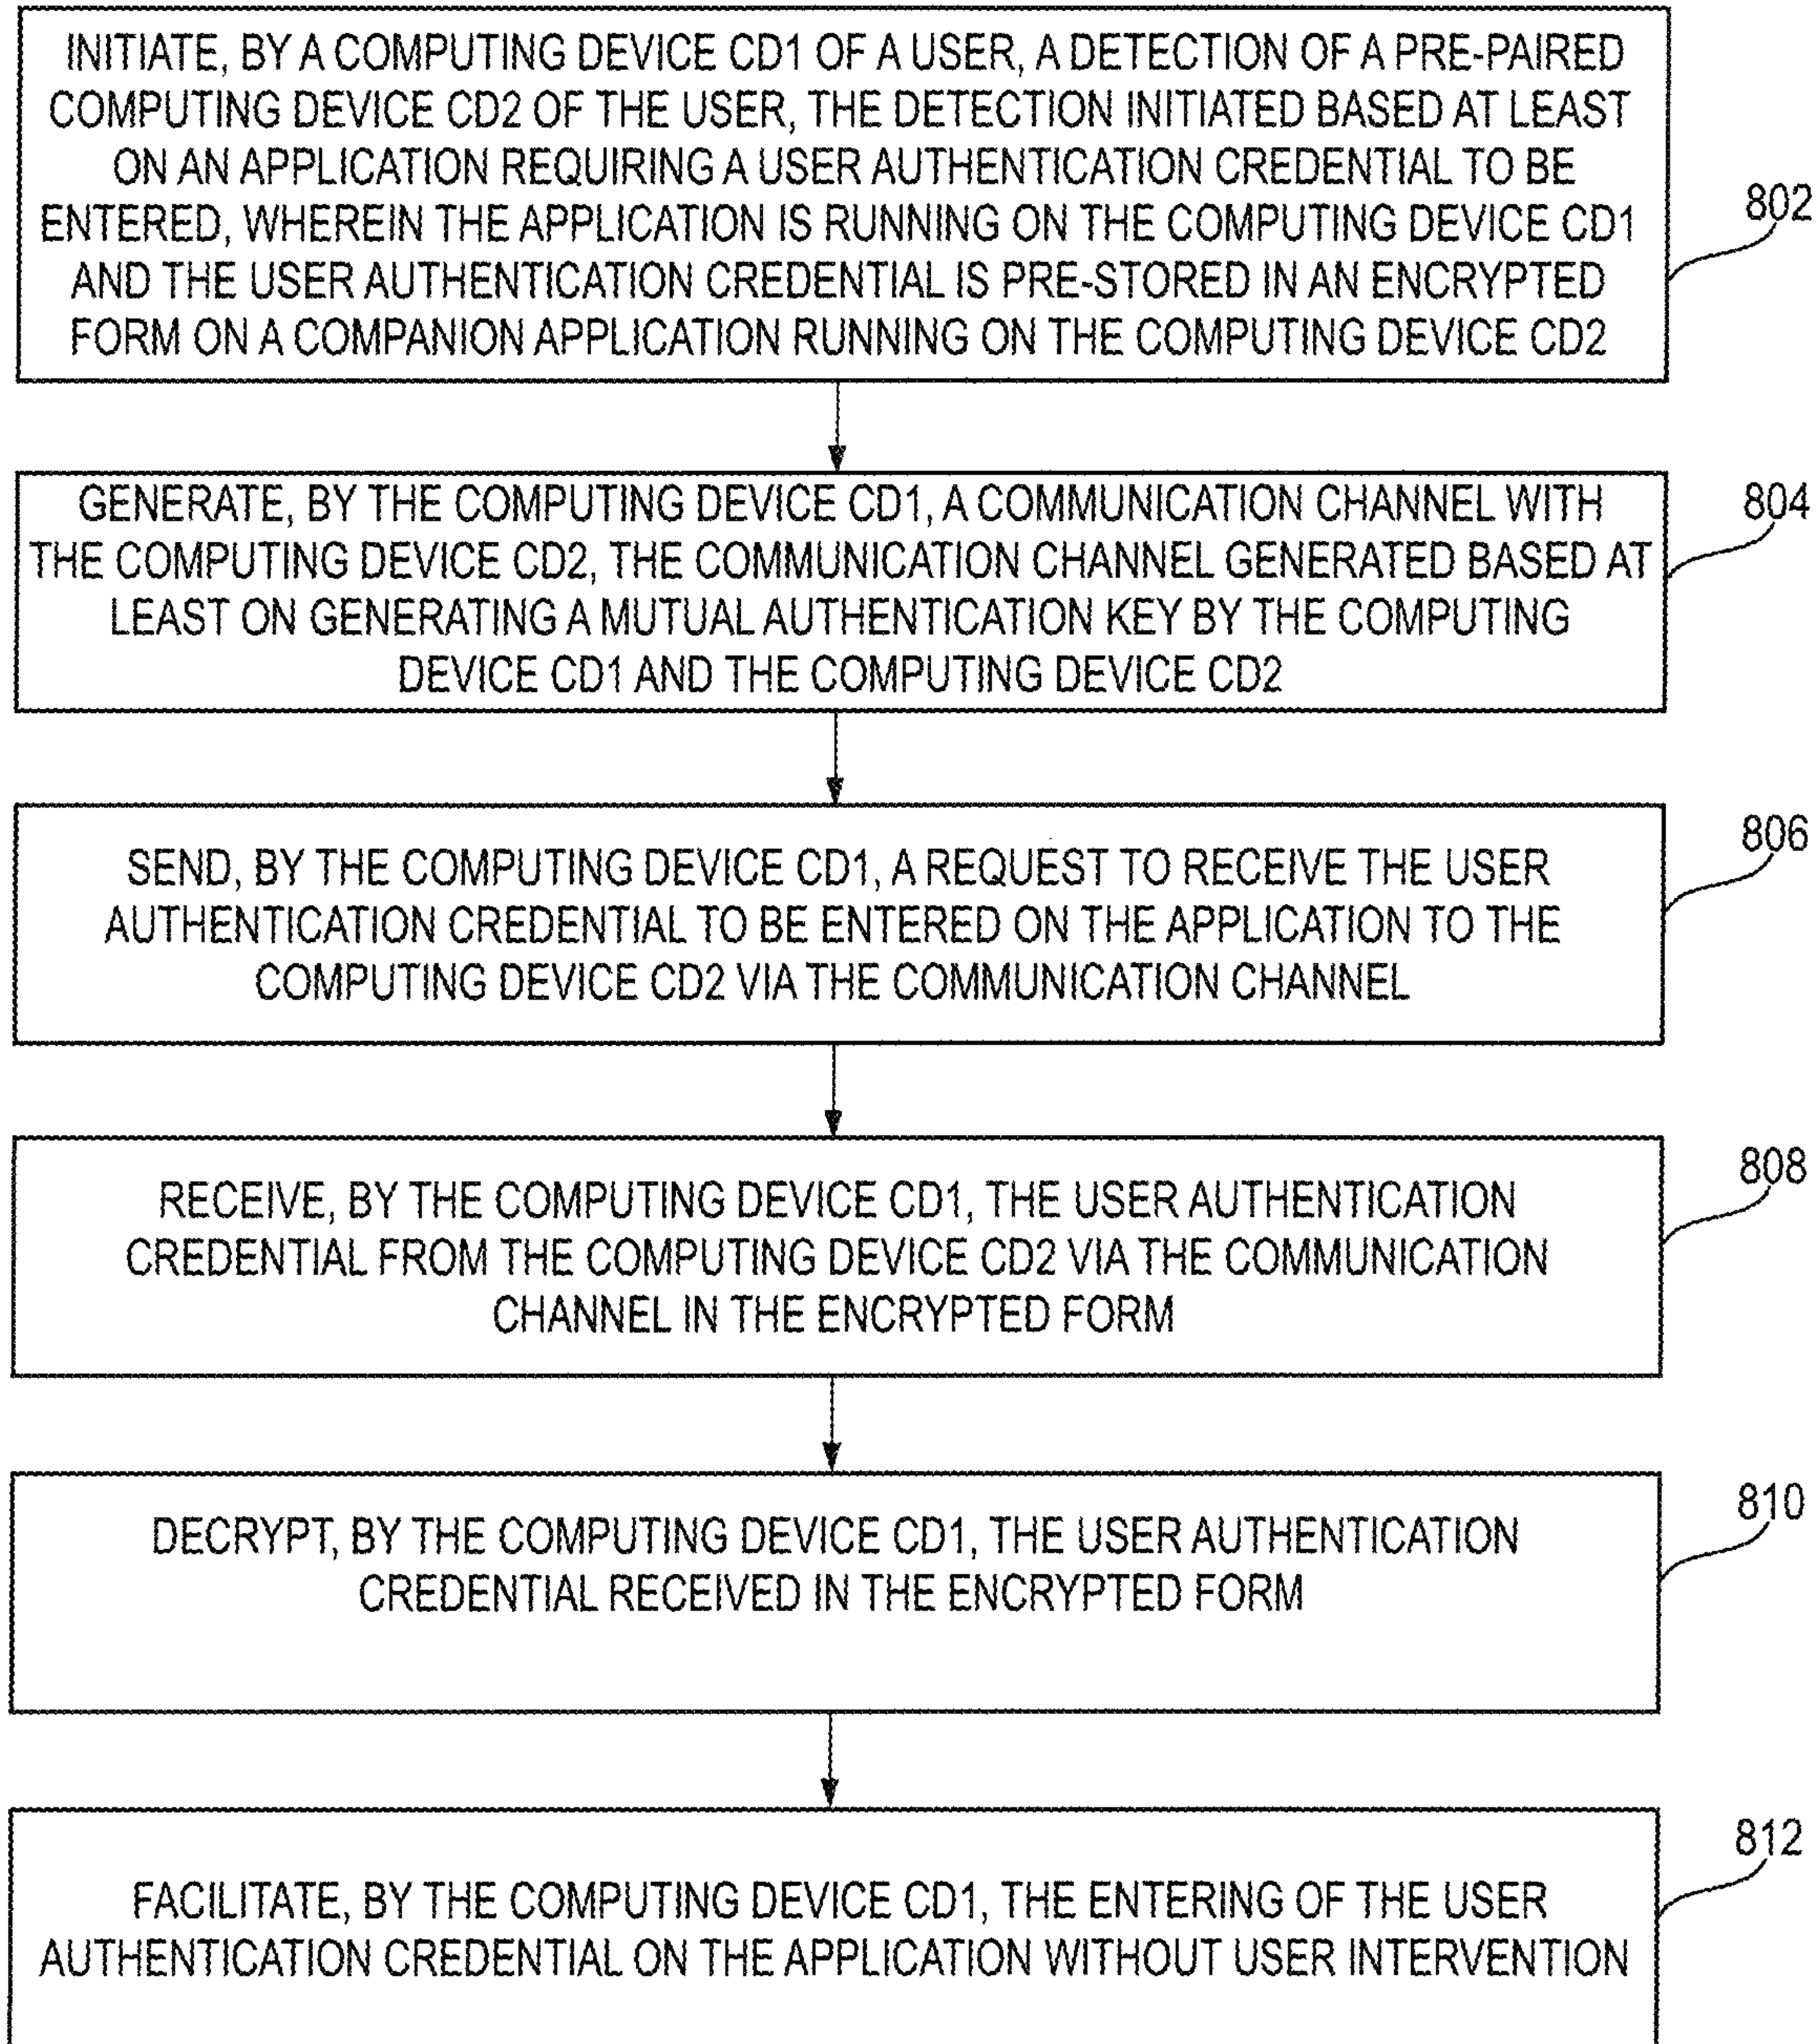 INITIATE, BY A COMPUTING DEVICE CD1 OF A USER, A DETECTION OF A PRE-PAIRED
COMPUTING DEVICE CD2 OF THE USER, THE DETECTION INITIATED BASED AT LEAST
ON AN APPLICATION REQUIRING A USER AUTHENTICATION CREDENTIAL TO BE
ENTERED, WHEREIN THE APPLICATION IS RUNNING ON THE COMPUTING DEVICE CD1
AND THE USER AUTHENTICATION CREDENTIAL IS PRE-STORED IN AN ENCRYPTED
FORM ON A COMPANION APPLICATION RUNNING ON THE COMPUTING DEVICE CD2
802
GENERATE, BY THE COMPUTING DEVICE CD1, A COMMUNICATION CHANNEL WITH
THE COMPUTING DEVICE CD2, THE COMMUNICATION CHANNEL GENERATED BASED AT
LEAST ON GENERATING A MUTUAL AUTHENTICATION KEY BY THE COMPUTING
DEVICE CD1 AND THE COMPUTING DEVICE CD2
804
SEND, BY THE COMPUTING DEVICE CD1, A REQUEST TO RECEIVE THE USER
AUTHENTICATION CREDENTIAL TO BE ENTERED ON THE APPLICATION TO THE
COMPUTING DEVICE CD2 VIA THE COMMUNICATION CHANNEL
806
RECEIVE, BY THE COMPUTING DEVICE CD1, THE USER AUTHENTICATION
CREDENTIAL FROM THE COMPUTING DEVICE CD2 VIA THE COMMUNICATION
CHANNEL IN THE ENCRYPTED FORM
808
DECRYPT, BY THE COMPUTING DEVICE CD1, THE USER AUTHENTICATION
CREDENTIAL RECEIVED IN THE ENCRYPTED FORM
810
FACILITATE, BY THE COMPUTING DEVICE CD1, THE ENTERING OF THE USER
AUTHENTICATION CREDENTIAL ON THE APPLICATION WITHOUT USER INTERVENTION
812